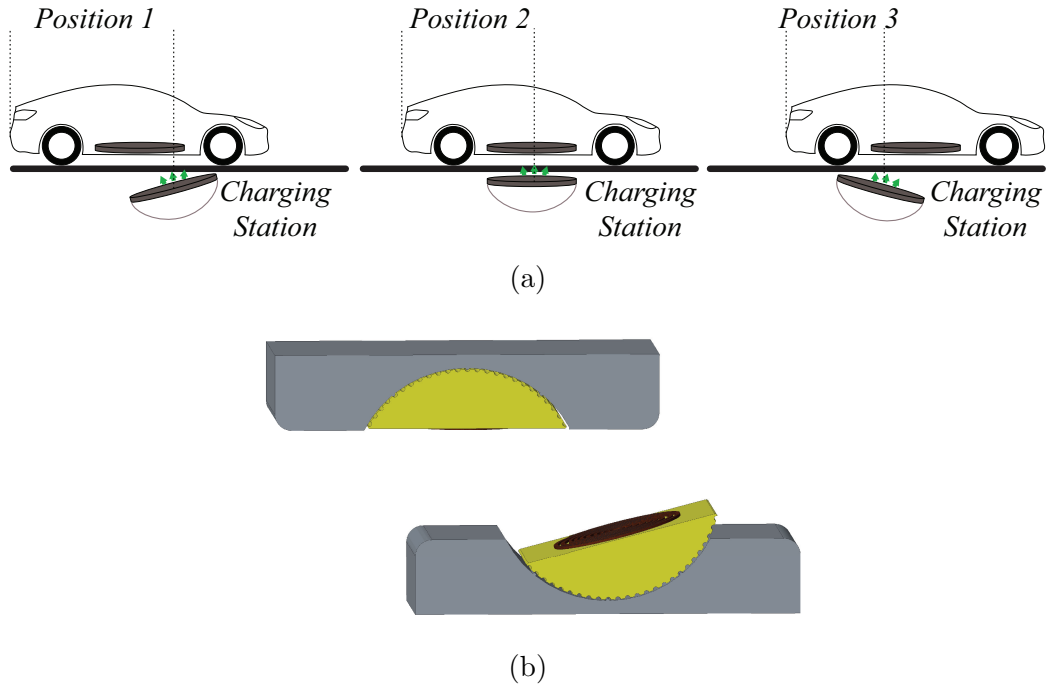 Position 1
Position 2
Position 3
Charging
Station
Charging
Station
Charging
Station
(a)
(b)